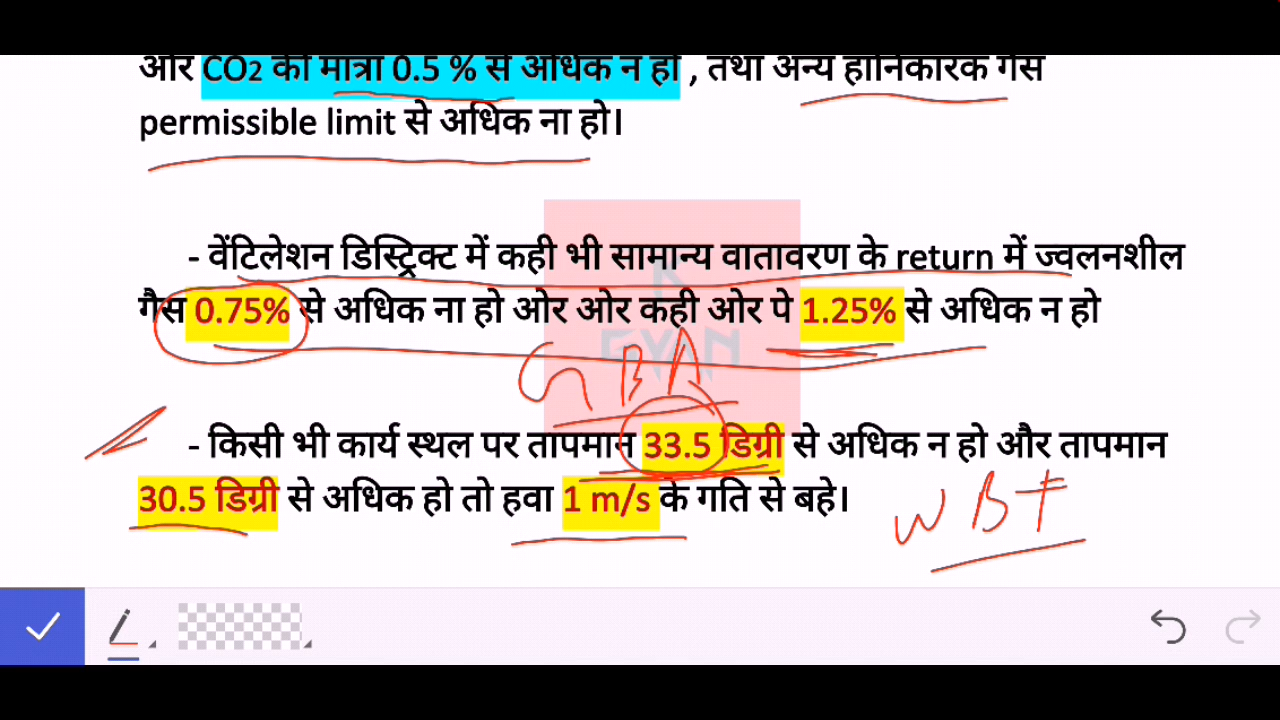 और CO2 की मात्रा 0.5 % से अधिक न हो , तथा अन्य हानिकारक गैस
permissible limit से अधिक ना हो।
- वेंटिलेशन डिस्ट्रिक्ट में कही भी सामान्य वातावरण के return में ज्वलनशील
गैस 0.75% से अधिक ना हो ओर ओर कही ओर पे 1.25% से अधिक न हो
GYAN
- किसी भी कार्य स्थल पर तापमान 33.5 डिग्री से अधिक न हो और तापमान
30.5 डिग्री से अधिक हो तो हवा 1 m/s के गति से बहे।
WBT